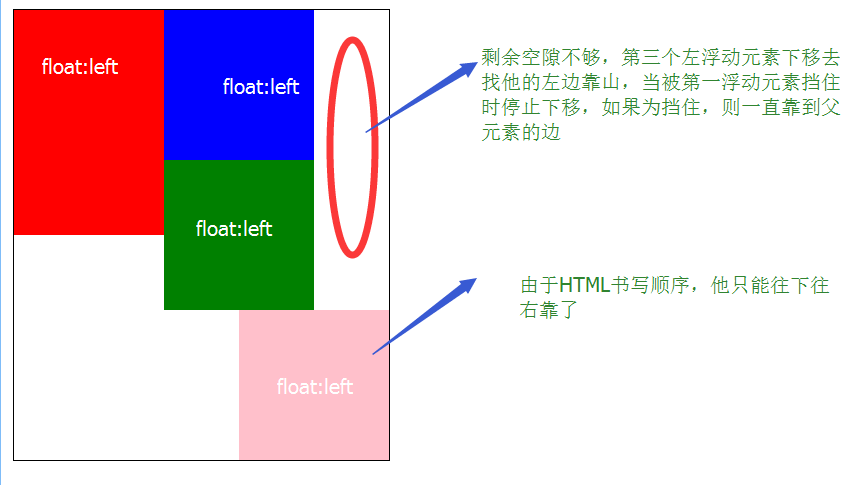 float:left
float:left
float:left
float:left
剩余空隙不够，第三个左浮动元素下移去
找他的左边靠山，当被第一浮动元素挡住
时停止下移，如果为挡住，则一直靠到父
元素的边
由于HTML书写顺序，他只能往下往
右靠了